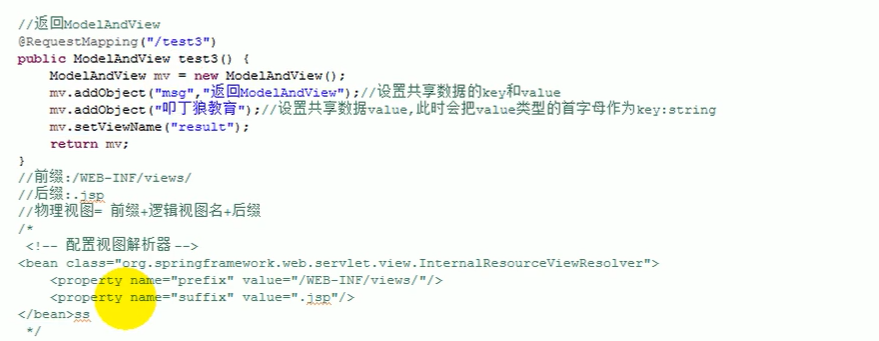 //返回ModelAndView
@RequestMapping("/test3")
public ModelAndView test3() {
    ModelAndView mv = new ModelAndView();
    mv.addObject("msg","返回ModelAndView");//设置共享数据的key和value
    mv.addObject("叩丁狼教育");//设置共享数据value,此时会把value类型的首字母作为key:string
    mv.setViewName("result");
    return mv;
}
//前缀:/WEB-INF/views/
//后缀:.jsp
//物理视图= 前缀+逻辑视图名+后缀
/*
 <!-- 配置视图解析器 -->
<bean class="org.springframework.web.servlet.view.InternalResourceViewResolver">
    <property name="prefix" value="/WEB-INF/views/"/>
    <property name="suffix" value=".jsp"/>
</bean>ss
 */